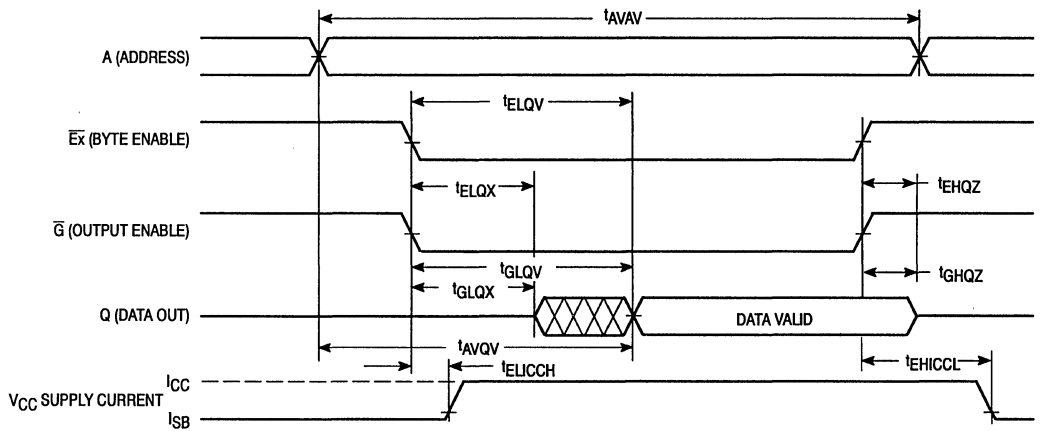 tAVAV
A (ADDRESS)
tELQV
E̅x̅ (BYTE ENABLE)
tELQX
tEHQZ
G̅ (OUTPUT ENABLE)
tGLQV
tGLQX
tGHQZ
Q (DATA OUT)
DATA VALID
tAVQV
tELICCH
tEHICCL
ICC
VCC SUPPLY CURRENT
ISB